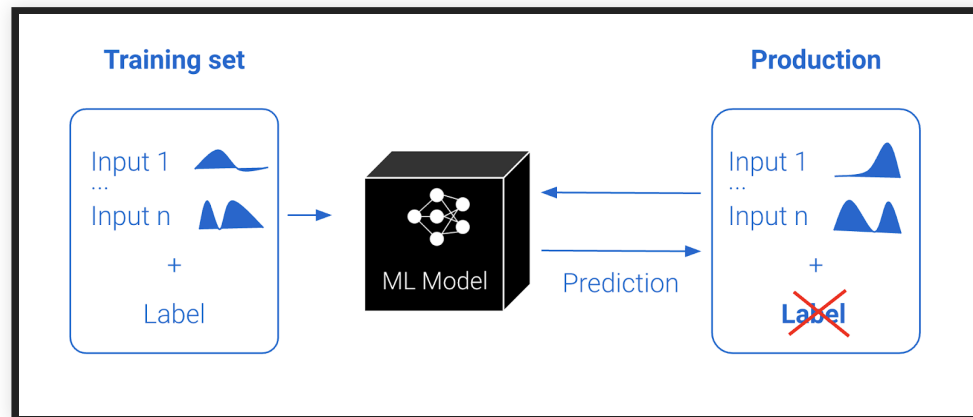 Training set
Input 1
...
Input n
+
Label
ML Model
Prediction
Production
Input 1
...
Input n
+
Label